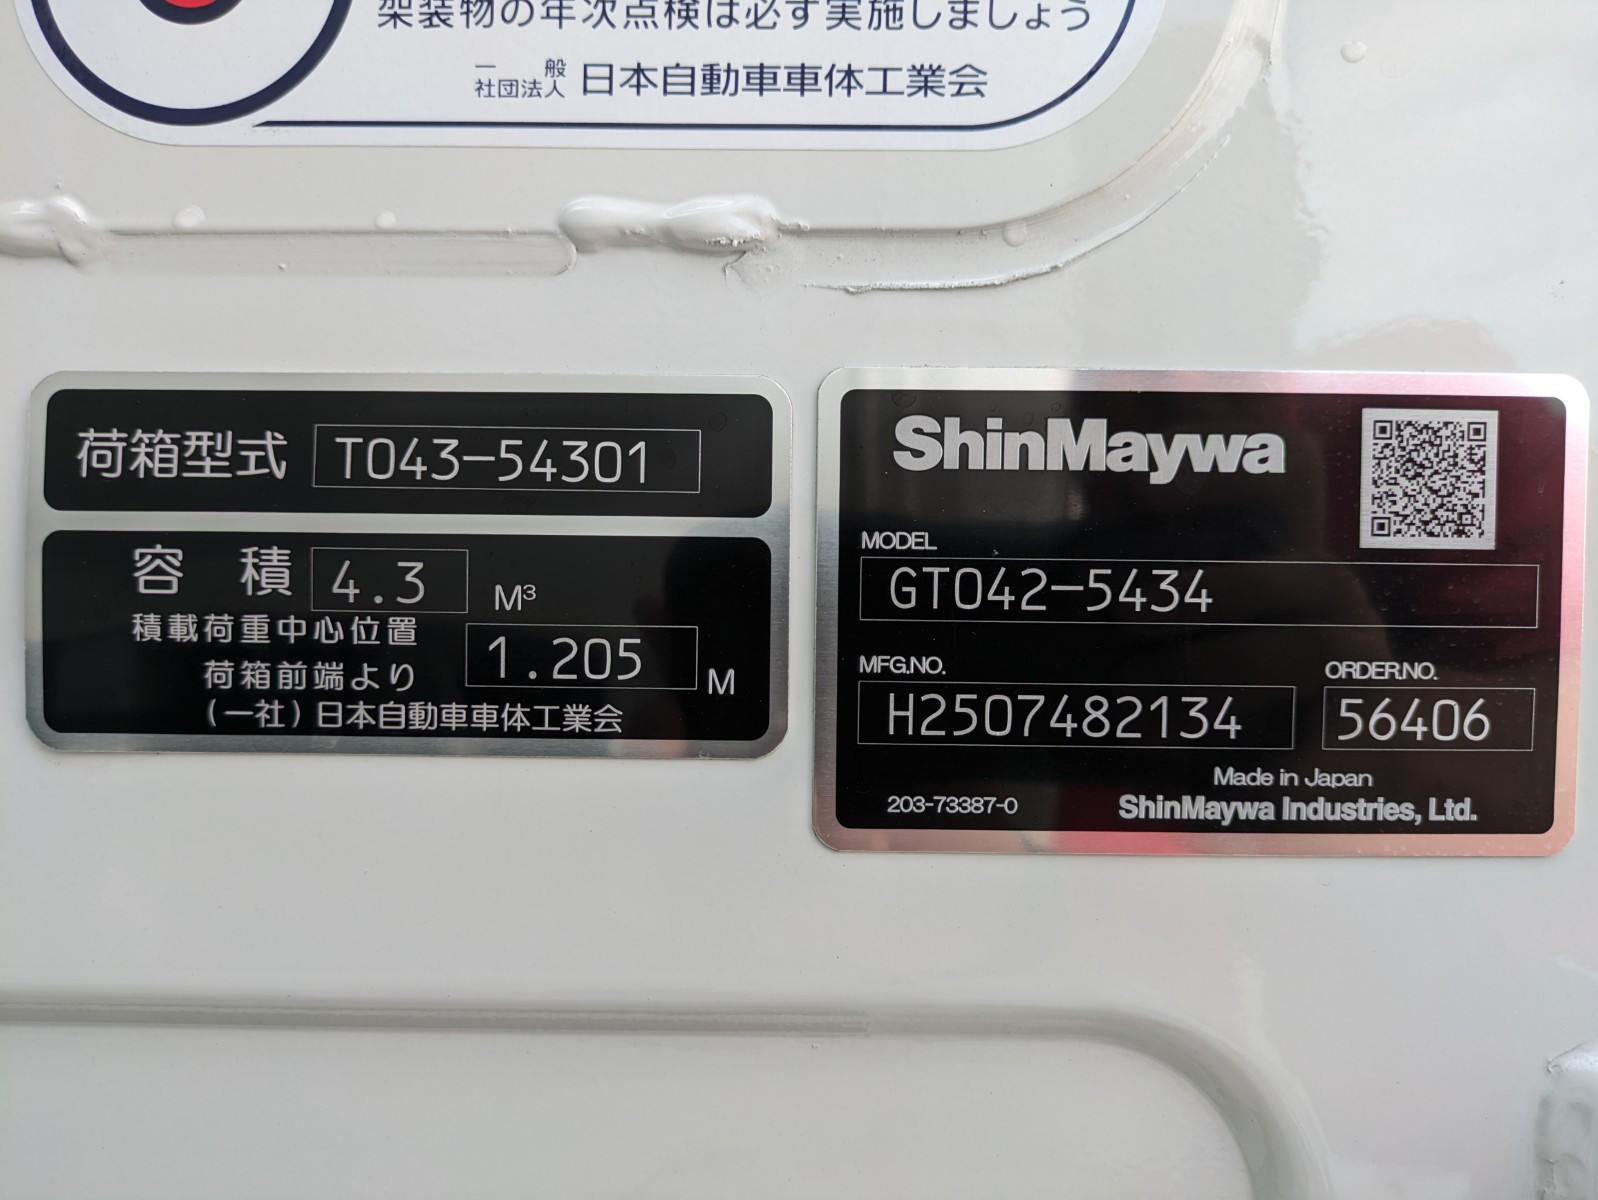 架装物の年次点検は必ず実施しましょう
一般社団法人 日本自動車車体工業会
荷箱型式 T043-54301
容積 4.3 M³
積載荷重中心位置
荷箱前端より 1.205 M
(一社)日本自動車車体工業会
ShinMaywa
MODEL
GT042-5434
MFG.NO. ORDER.NO.
H2507482134 56406
Made in Japan
203-73387-0 ShinMaywa Industries, Ltd.